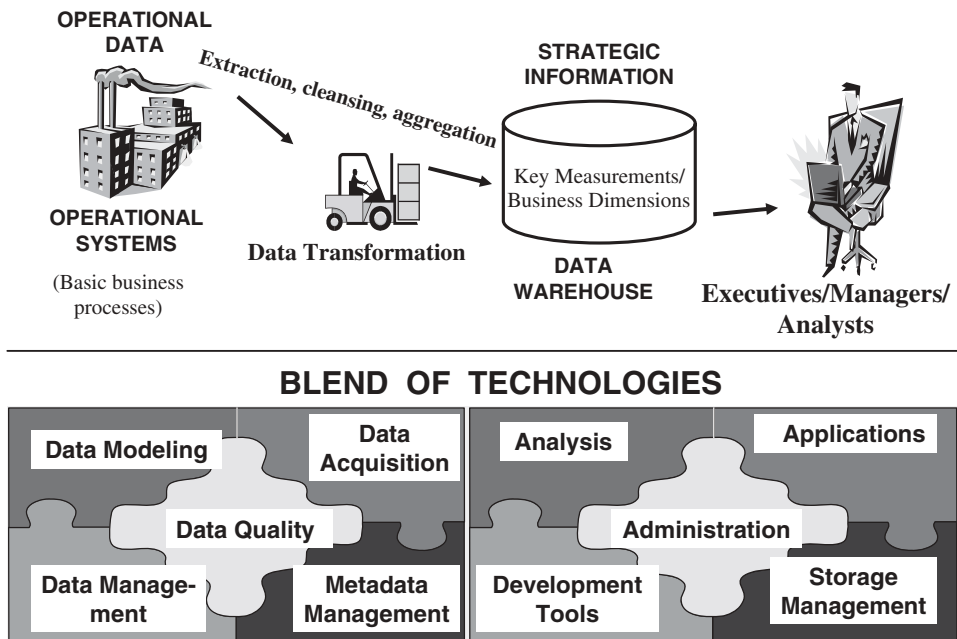 OPERATIONAL
DATA
Extraction, cleansing, aggregation
STRATEGIC
INFORMATION
Key Measurements/
Business Dimensions
OPERATIONAL
SYSTEMS
(Basic business
processes)
Data Transformation
DATA
WAREHOUSE
Executives/Managers/
Analysts
BLEND OF TECHNOLOGIES
Data Modeling
Data
Acquisition
Data Quality
Data Manage-
ment
Metadata
Management
Analysis
Applications
Administration
Development
Tools
Storage
Management